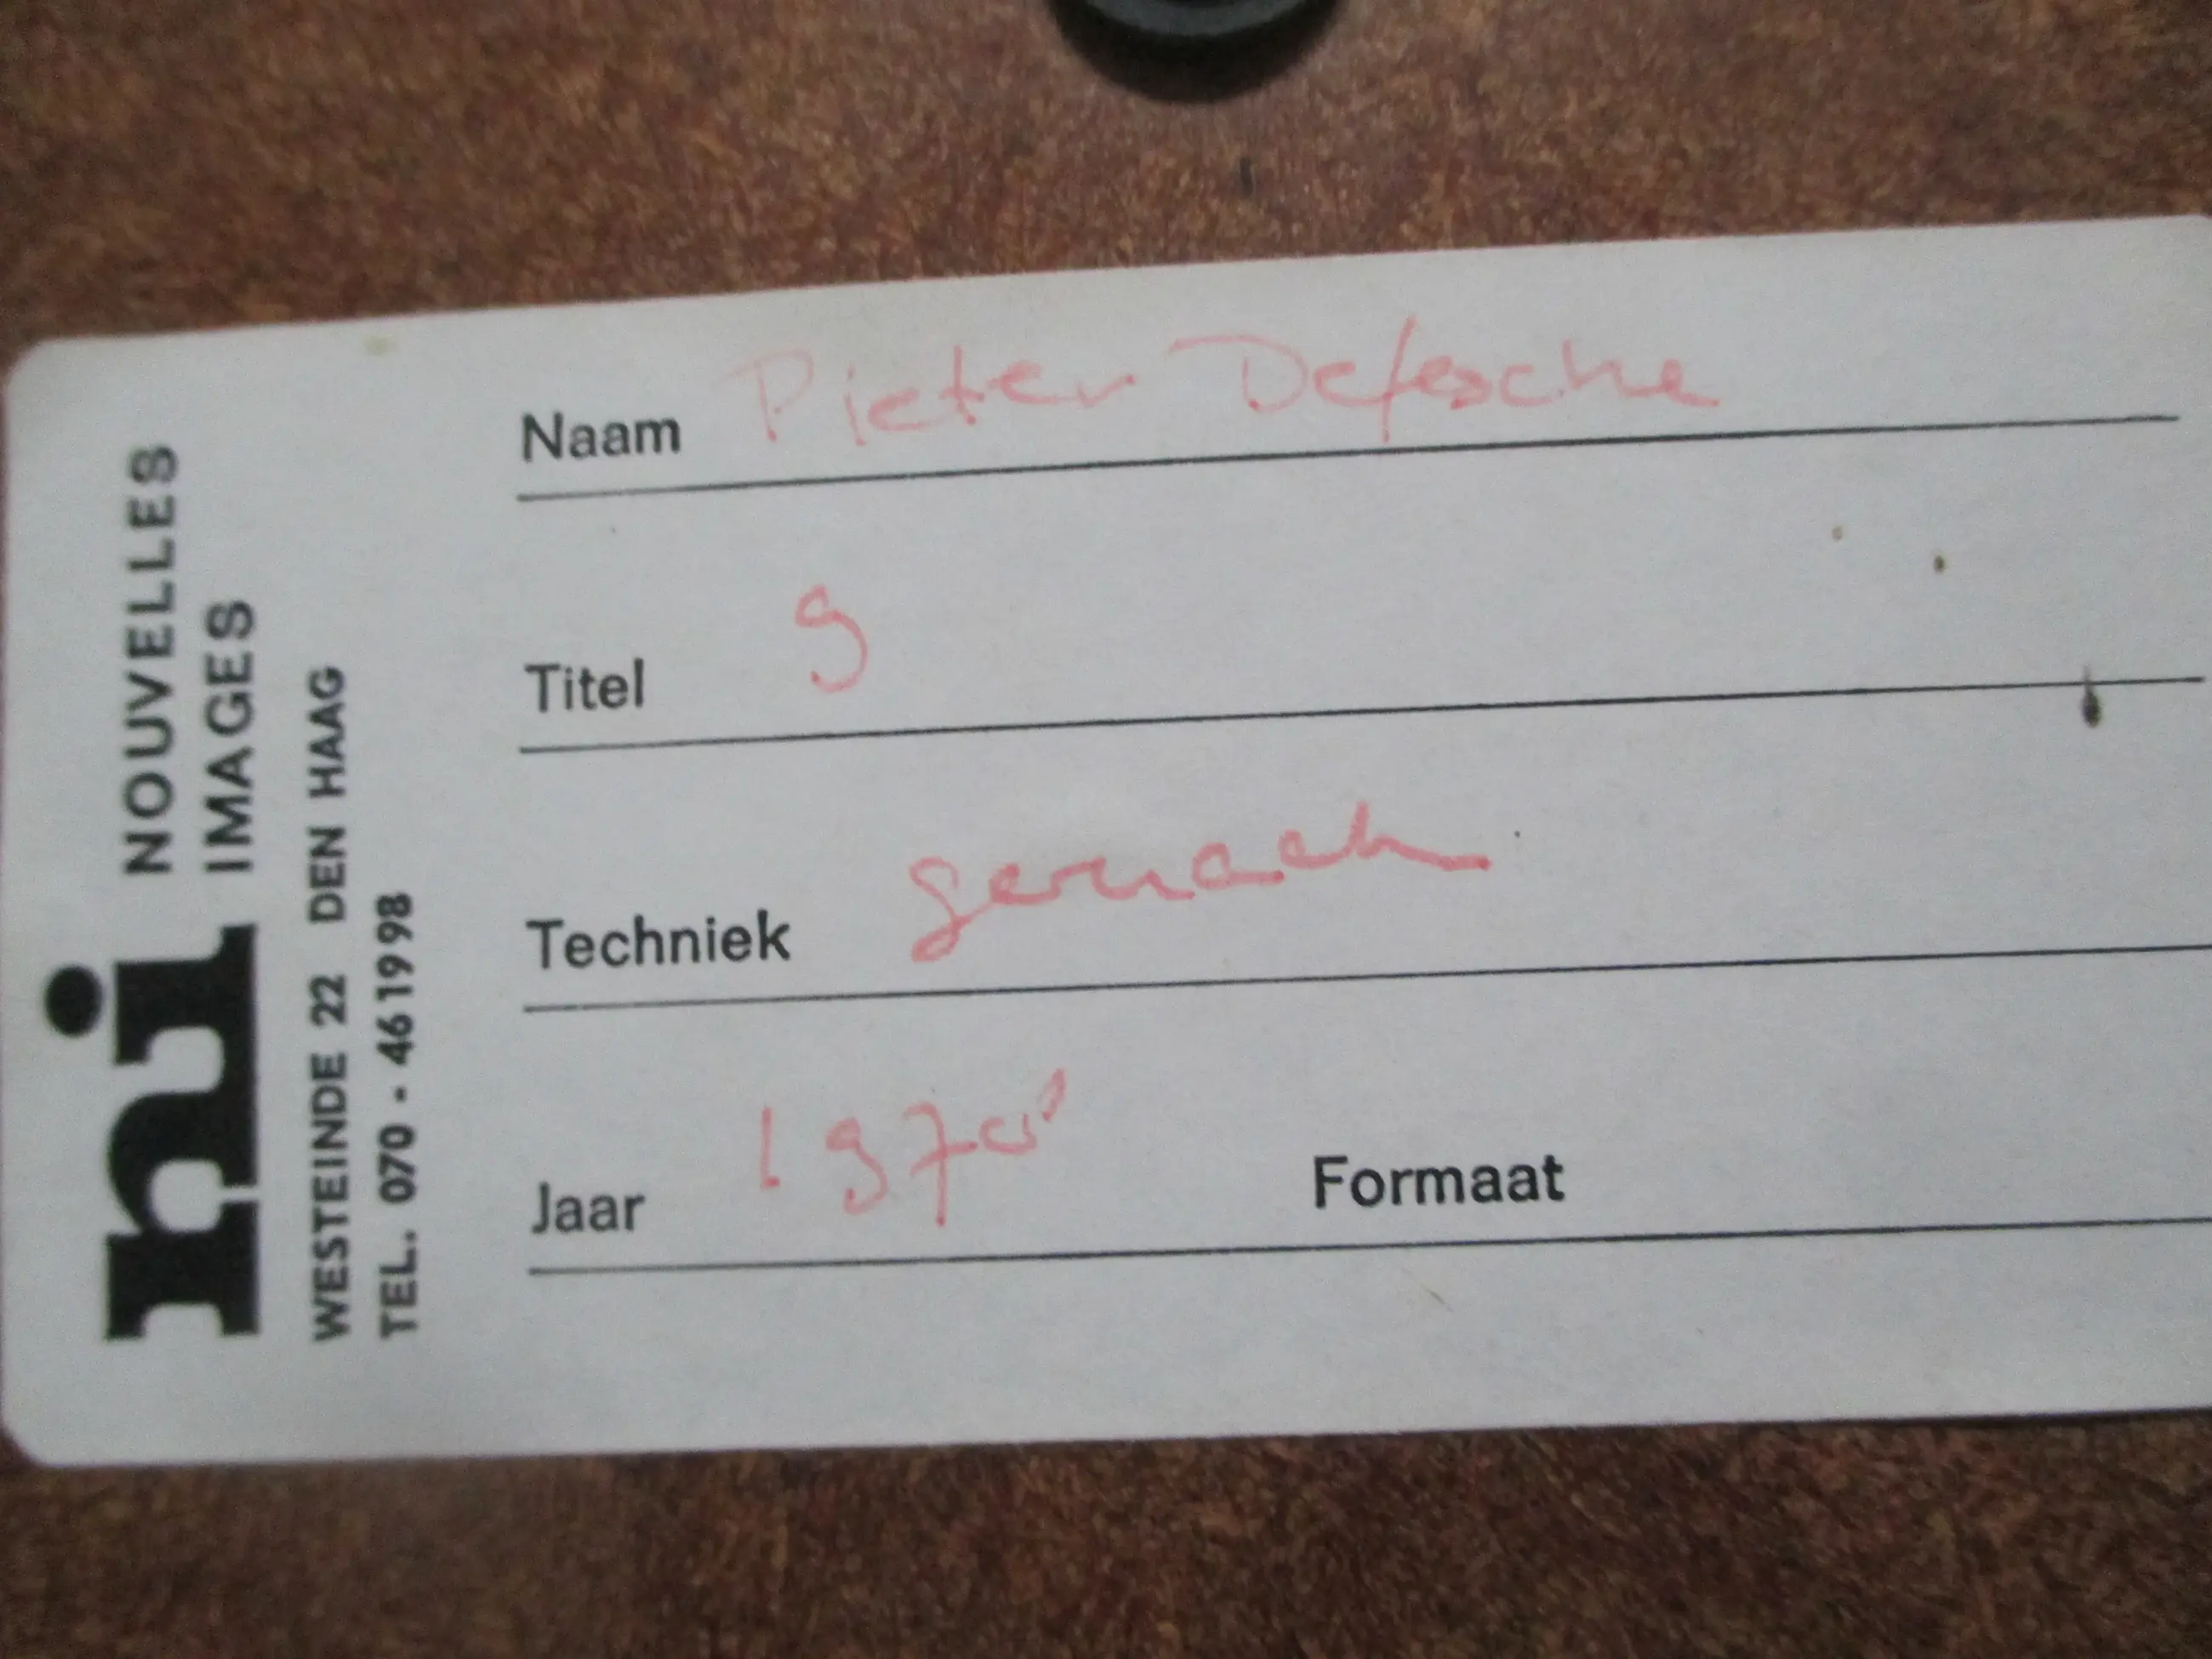 ni NOUVELLES
IMAGES
WESTEINDE 22 DEN HAAG
TEL. 070 - 461998
Naam Pieter Defesche
Titel 9
Techniek
Jaar 1970 Formaat